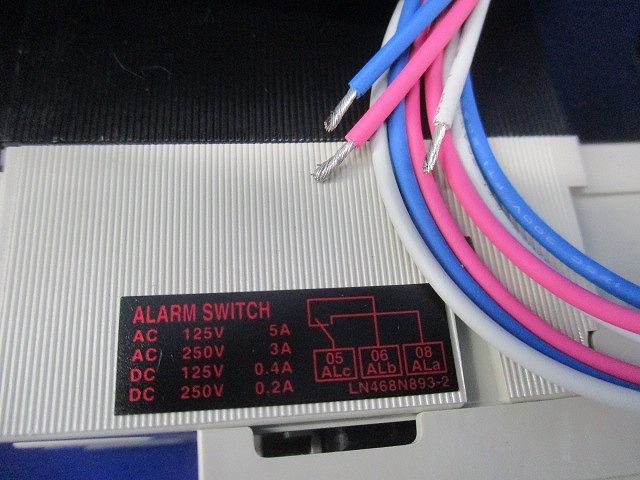 ALARM SWITCH
AC 125V 5A
AC 250V 3A
DC 125V 0.4A
DC 250V 0.2A
05 06 08
ALc ALb ALa
LN468N893-2